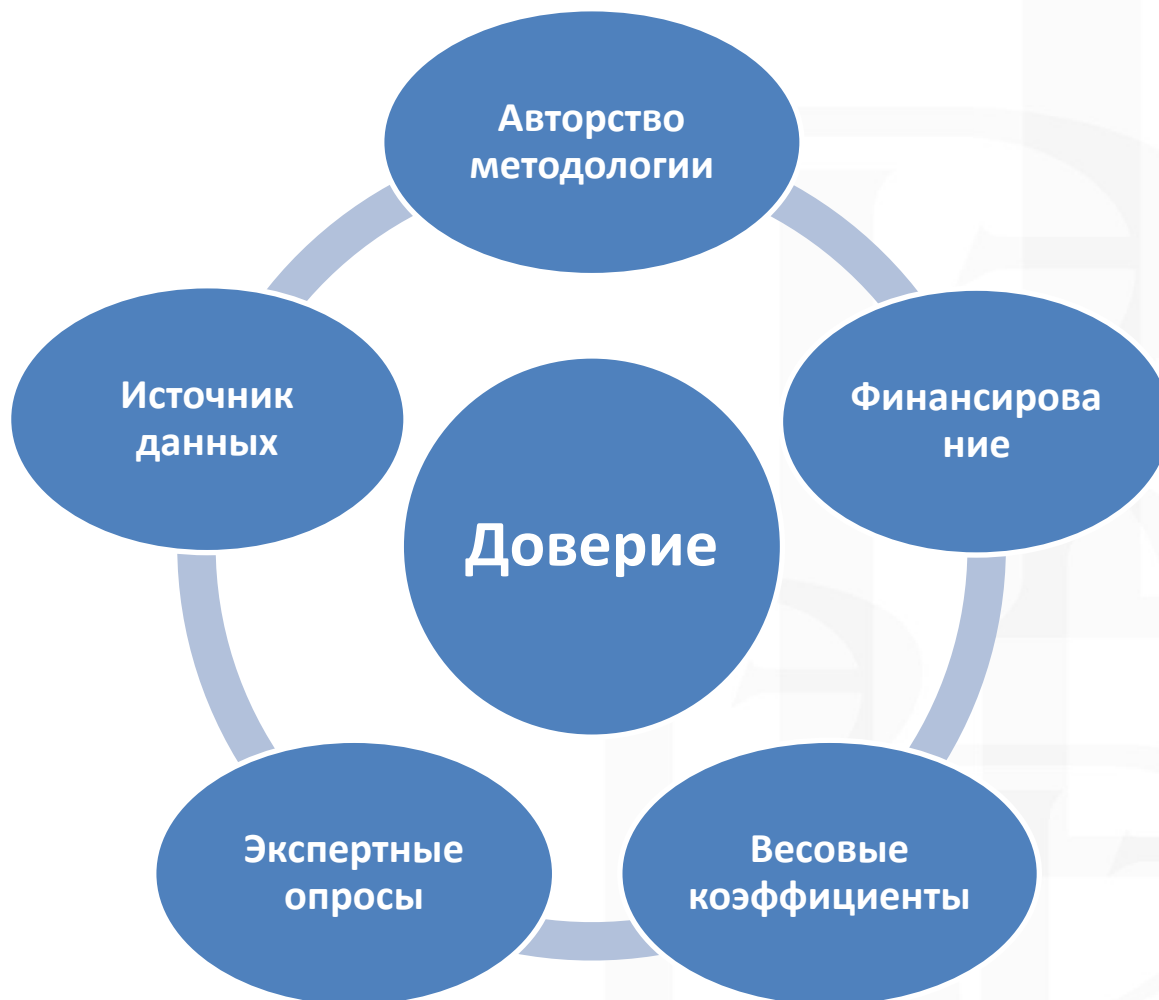 Авторство
методологии
Источник
данных
Финансирова
ние
Доверие
Экспертные
опросы
Весовые
коэффициенты